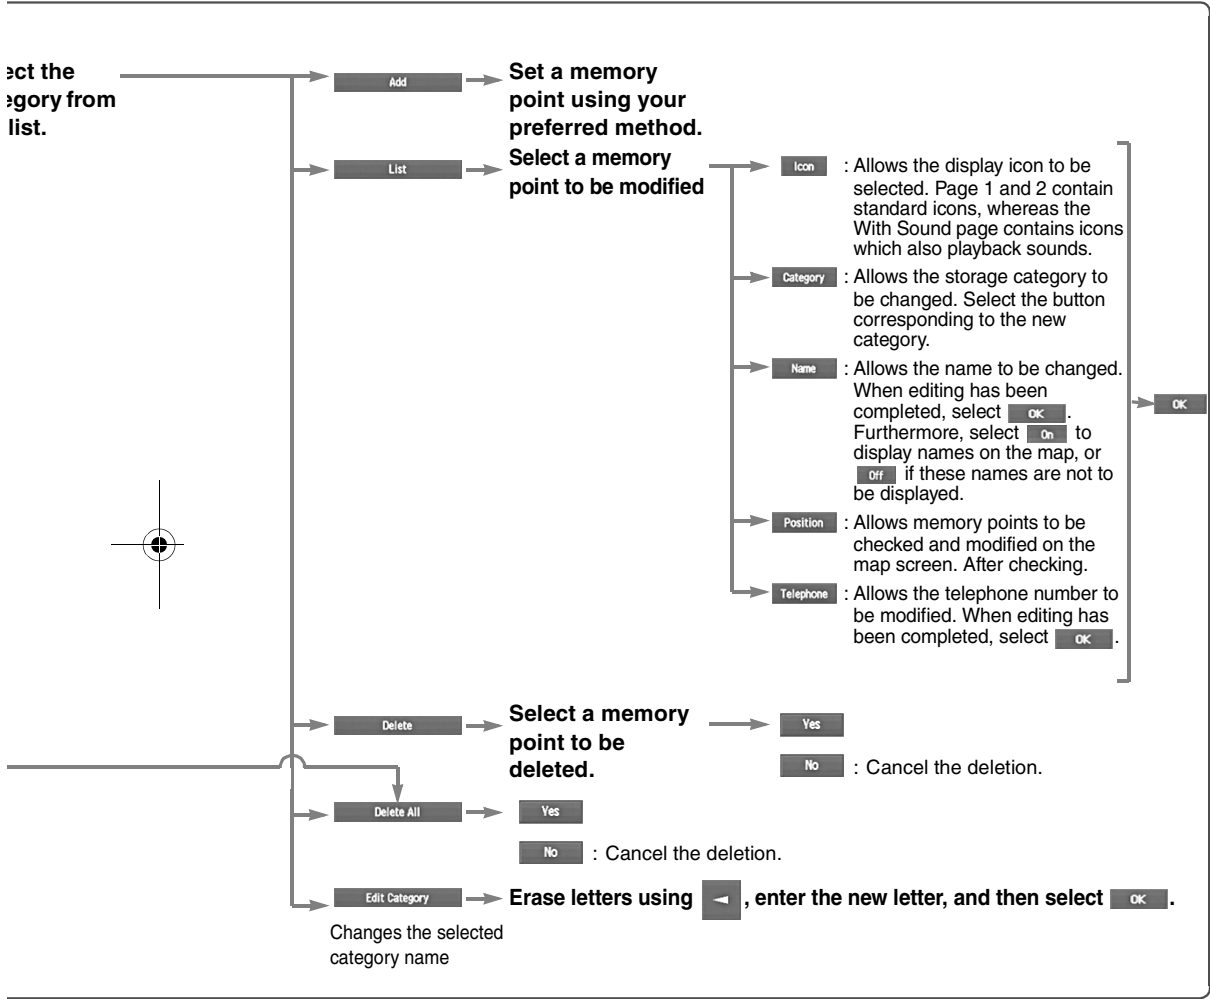 ect the
egory from
list.
Add
Set a memory
point using your
preferred method.
List
Select a memory
point to be modified
Icon : Allows the display icon to be
selected. Page 1 and 2 contain
standard icons, whereas the
With Sound page contains icons
which also playback sounds.
Category : Allows the storage category to
be changed. Select the button
corresponding to the new
category.
Name : Allows the name to be changed.
When editing has been
completed, select OK .
Furthermore, select On to
display names on the map, or
Off if these names are not to
be displayed.
Position : Allows memory points to be
checked and modified on the
map screen. After checking.
Telephone : Allows the telephone number to
be modified. When editing has
been completed, select OK .
OK
Delete
Select a memory
point to be
deleted.
Yes
No : Cancel the deletion.
Delete All
Yes
No : Cancel the deletion.
Edit Category
Erase letters using ◄ , enter the new letter, and then select OK .
Changes the selected
category name